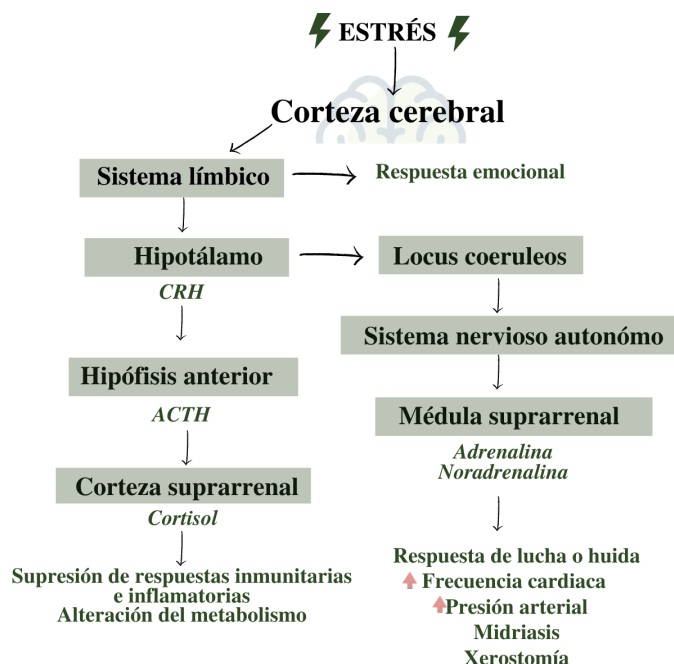 ESTRÉS
Corteza cerebral
Sistema límbico
Respuesta emocional
Hipotálamo
CRH
Locus coeruleos
Sistema nervioso autonómo
Hipófisis anterior
ACTH
Médula suprarrenal
Adrenalina
Noradrenalina
Corteza suprarrenal
Cortisol
Supresión de respuestas inmunitarias
e inflamatorias
Alteración del metabolismo
Respuesta de lucha o huida
Frecuencia cardiaca
Presión arterial
Midriasis
Xerostomía